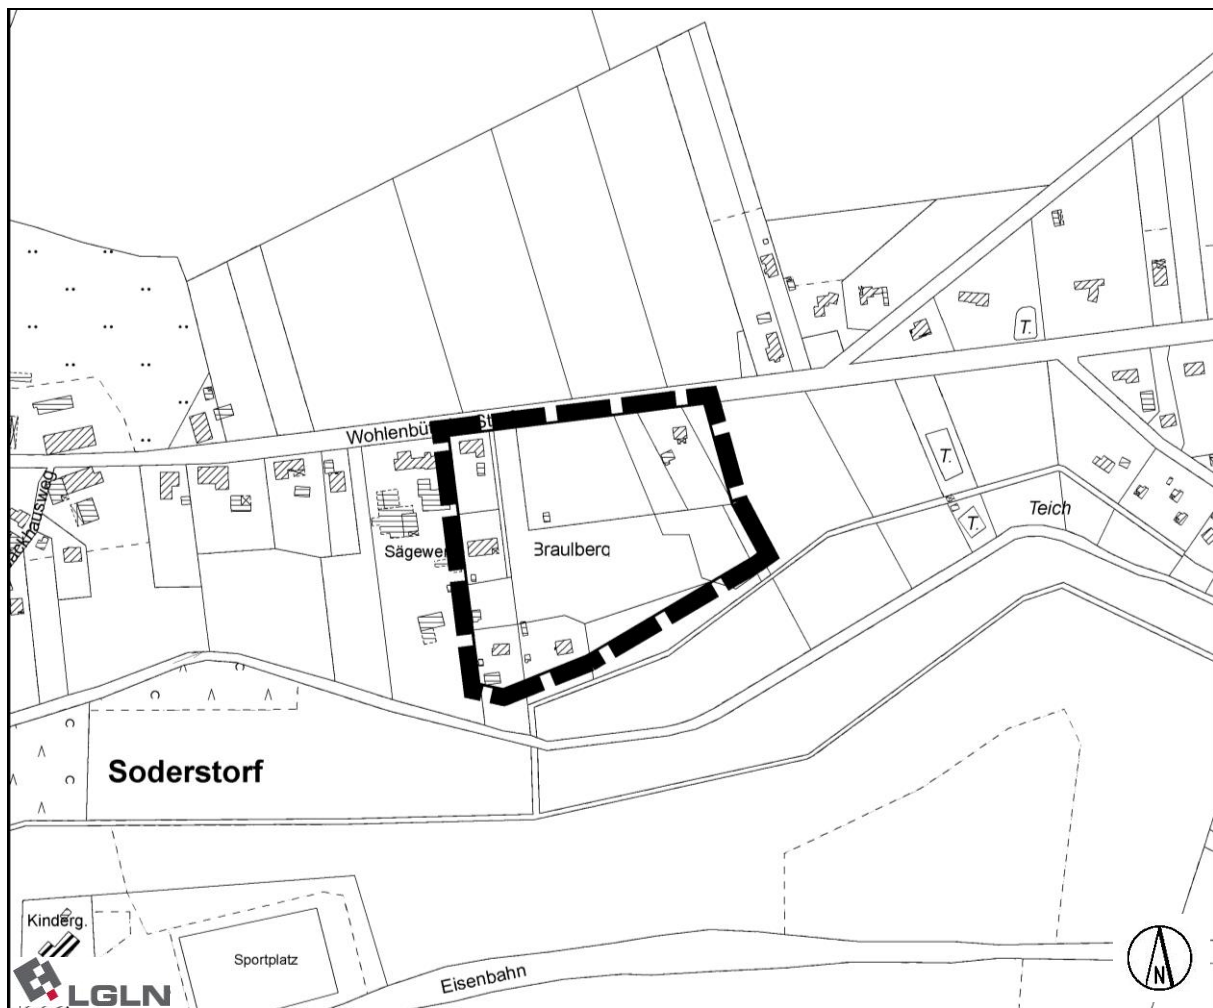 T.
Wohlenbü
T.
Teich
T.
Sägewe
Braulberg
Soderstorf
Kinderg.
Sportplatz
Eisenbahn
LGLN
N